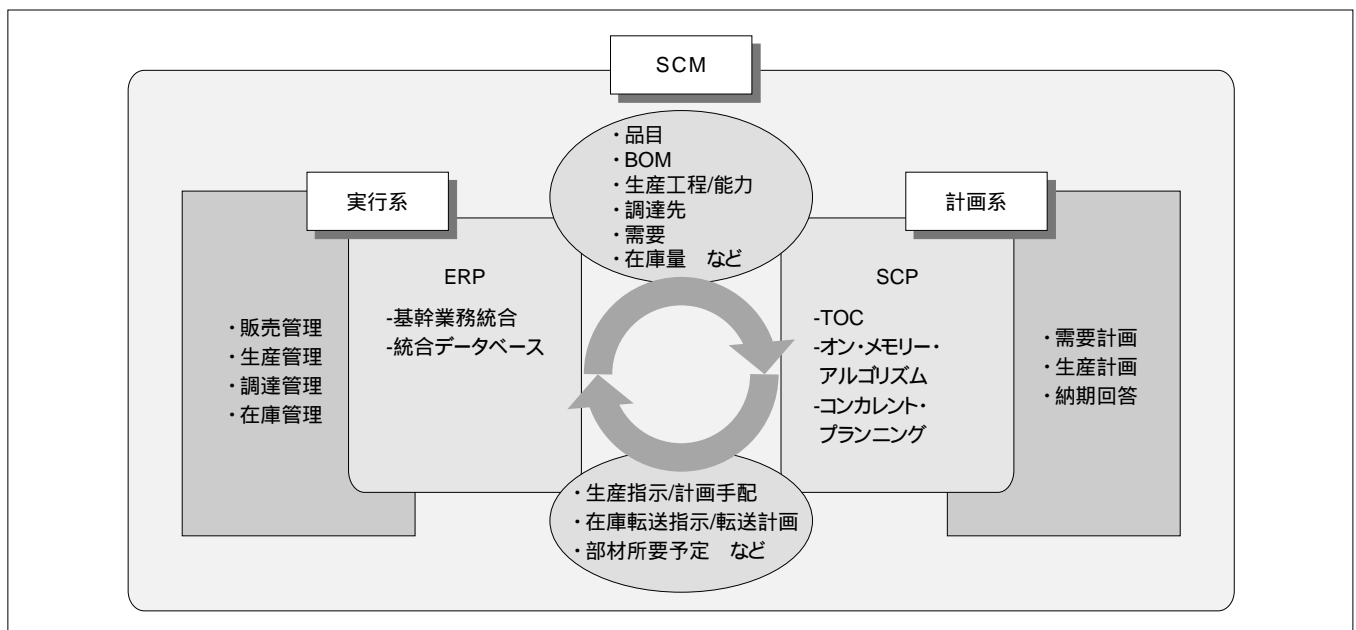 SCM
・品目
・BOM
・生産工程/能力
・調達先
・需要
・在庫量　など
実行系
ERP
-基幹業務統合
-統合データベース
・販売管理
・生産管理
・調達管理
・在庫管理
計画系
SCP
-TOC
-オン・メモリー・
アルゴリズム
-コンカレント・
プランニング
・需要計画
・生産計画
・納期回答
・生産指示/計画手配
・在庫転送指示/転送計画
・部材所要予定　など